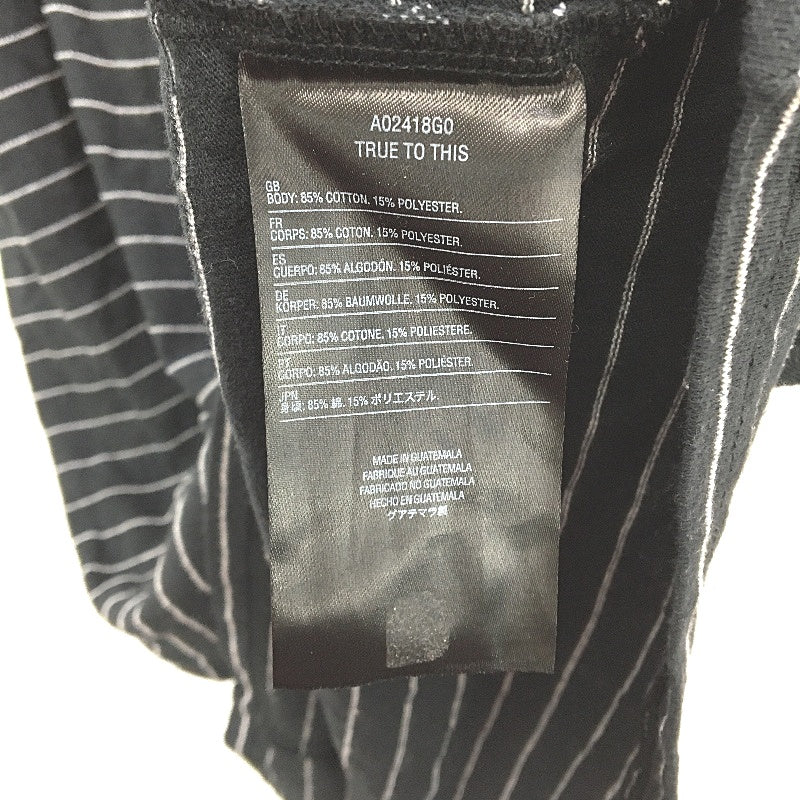 A02418G0
TRUE TO THIS
GB
BODY: 85% COTTON. 15% POLYESTER.
FR
CORPS: 85% COTON. 15% POLYESTER.
ES
CUERPO: 85% ALGODÓN. 15% POLIÉSTER.
DE
KÖRPER: 85% BAUMWOLLE. 15% POLYESTER.
IT
CORPO: 85% COTONE. 15% POLIESTERE.
PT
CORPO: 85% ALGODÃO. 15% POLIÉSTER.
JPN
身頃: 85% 綿. 15% ポリエステル.
MADE IN GUATEMALA
FABRIQUE AU GUATEMALA
FABRICADO NO GUATEMALA
HECHO EN GUATEMALA
グアテマラ製